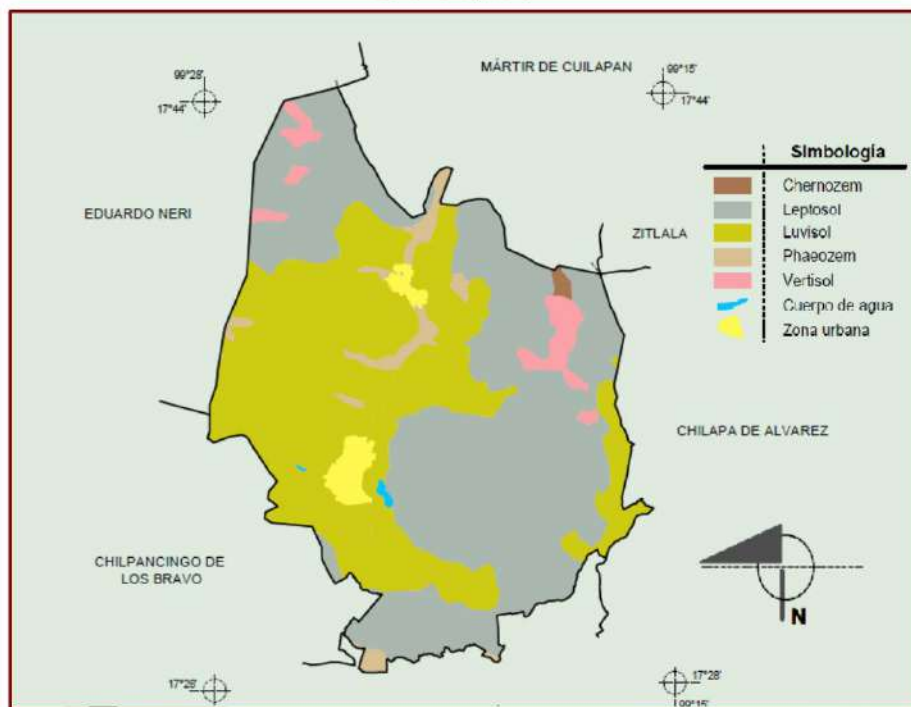 MÁRTIR DE CUILAPAN
99°28'
17°44'
99°15'
17°44'
Simbología
Chernozem
Leptosol
Luvisol
Phaeozem
Vertisol
Cuerpo de agua
Zona urbana
EDUARDO NERI
ZITLALA
CHILAPA DE ALVAREZ
CHILPANCINGO DE
LOS BRAVO
N
17°28'
17°28'
99°15'